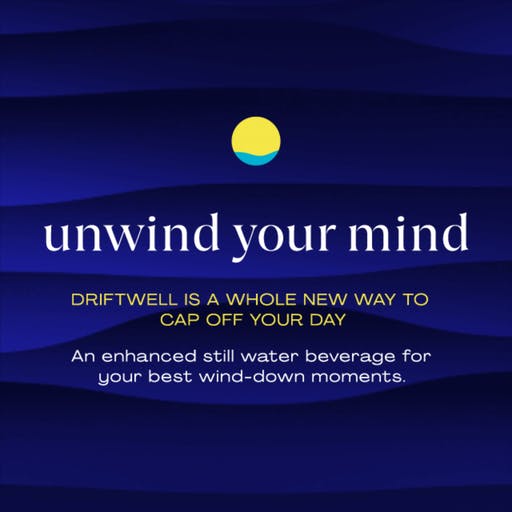 unwind your mind
DRIFTWELL IS A WHOLE NEW WAY TO
CAP OFF YOUR DAY
An enhanced still water beverage for
your best wind-down moments.